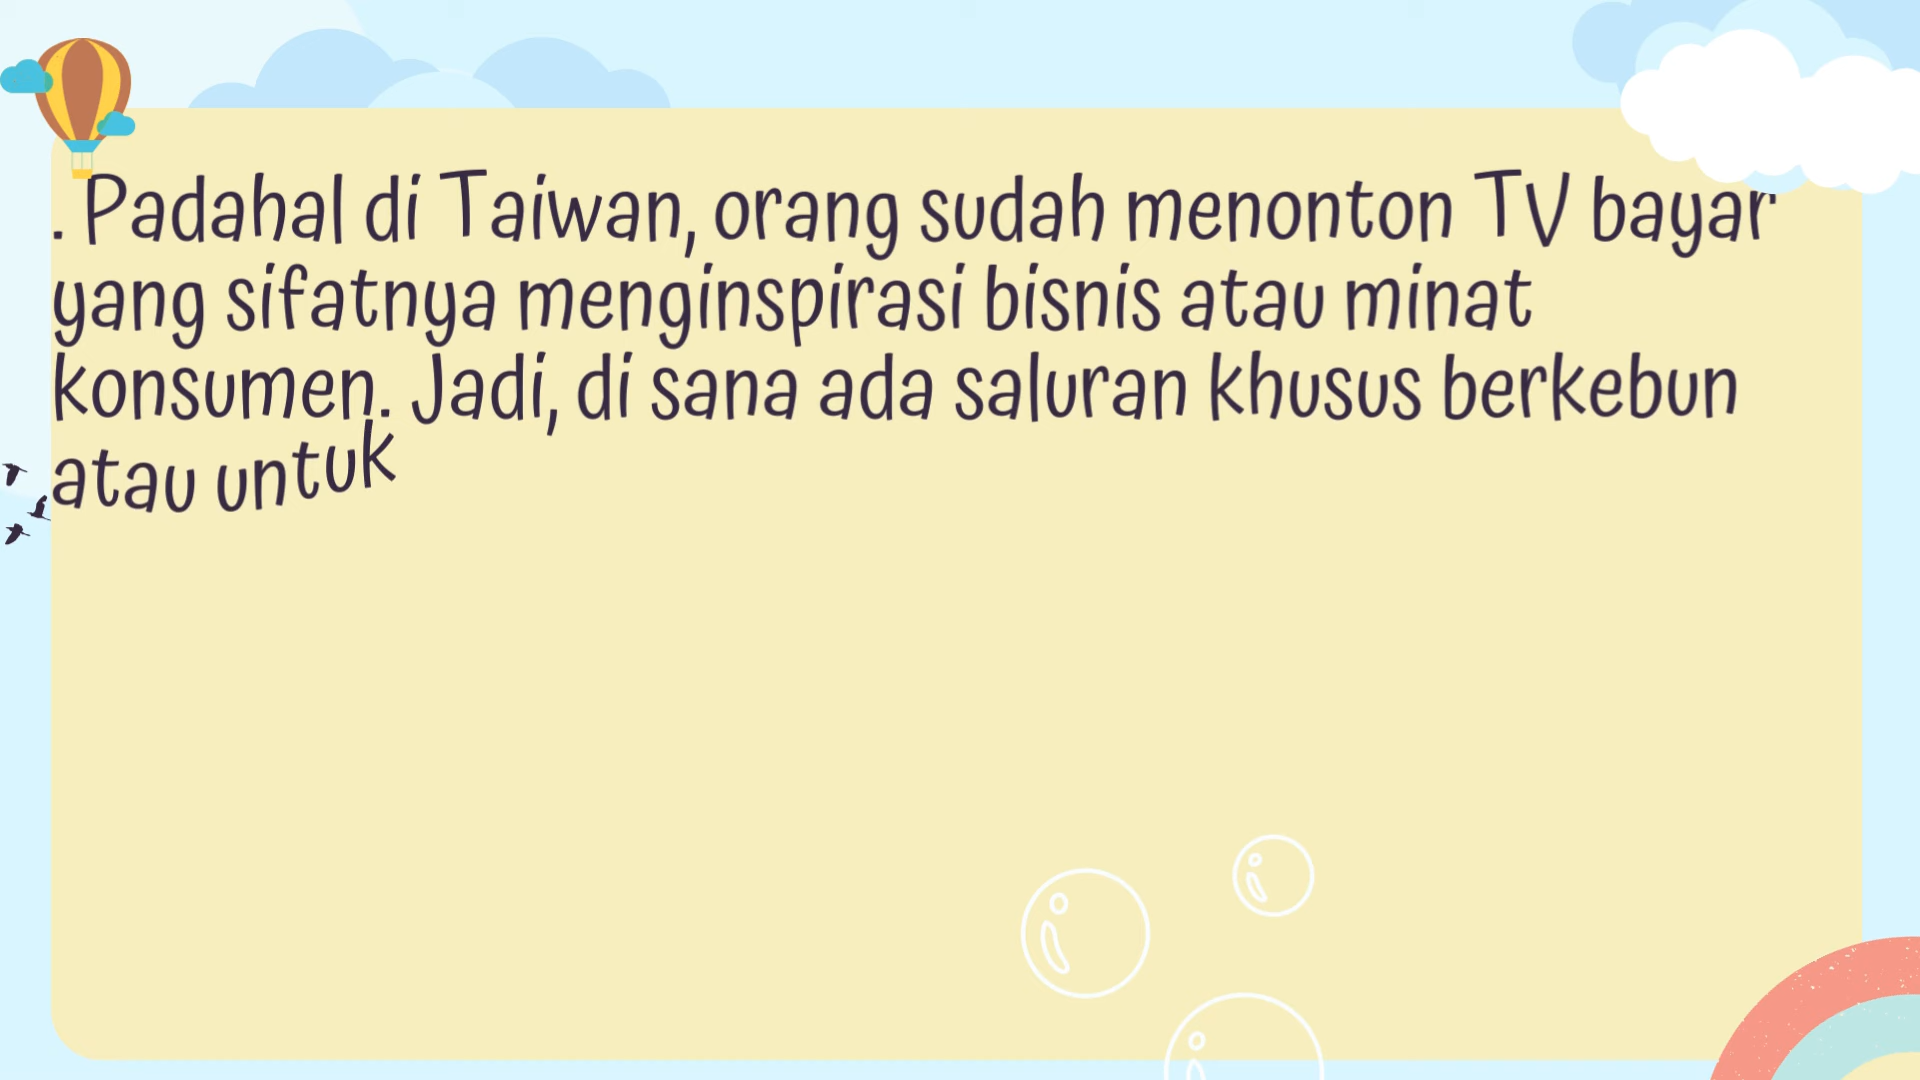 . Padahal di Taiwan, orang sudah menonton TV bayar
yang sifatnya menginspirasi bisnis atau minat
konsumen. Jadi, di sana ada saluran khusus berkebun
atau untuk